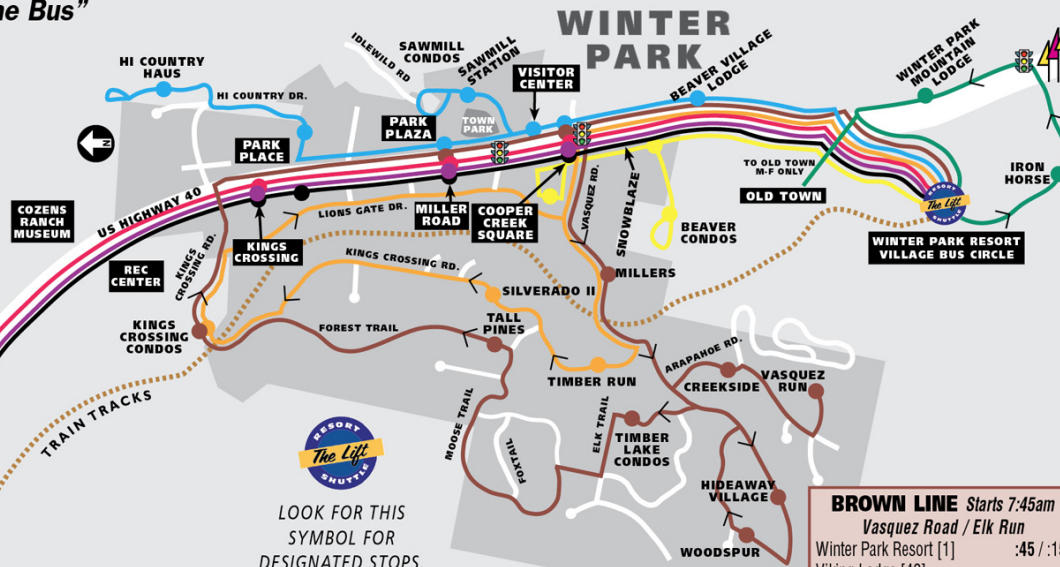 ne Bus"
WINTER
PARK
HI COUNTRY
HAUS
HI COUNTRY DR.
IDLEWILD RD
SAWMILL
CONDOS
SAWMILL
STATION
VISITOR
CENTER
BEAVER VILLAGE
LODGE
WINTER PARK
MOUNTAIN
LODGE
TOWN
PARK
PARK
PLAZA
PARK
PLACE
TO OLD TOWN
M-F ONLY
OLD TOWN
IRON
HORSE
RESORT
The Lift
SHUTTLE
WINTER PARK RESORT
VILLAGE BUS CIRCLE
COZENS
RANCH
MUSEUM
US HIGHWAY 40
LIONS GATE DR.
MILLER
ROAD
COOPER
CREEK
SQUARE
VASQUEZ RD.
SNOWBLAZE
BEAVER
CONDOS
REC
CENTER
KINGS
CROSSING RD.
KINGS
CROSSING
KINGS CROSSING RD.
MILLERS
SILVERADO II
KINGS
CROSSING
CONDOS
FOREST TRAIL
TALL
PINES
TIMBER RUN
ARAPAHOE RD.
CREEKSIDE
VASQUEZ
RUN
TRAIN TRACKS
MOOSE TRAIL
FOXTAIL
ELK TRAIL
TIMBER
LAKE
CONDOS
HIDEAWAY
VILLAGE
WOODSPUR
RESORT
The Lift
SHUTTLE
LOOK FOR THIS
SYMBOL FOR
DESIGNATED STOPS
BROWN LINE Starts 7:45am
Vasquez Road / Elk Run
Winter Park Resort [1] :45 / :15